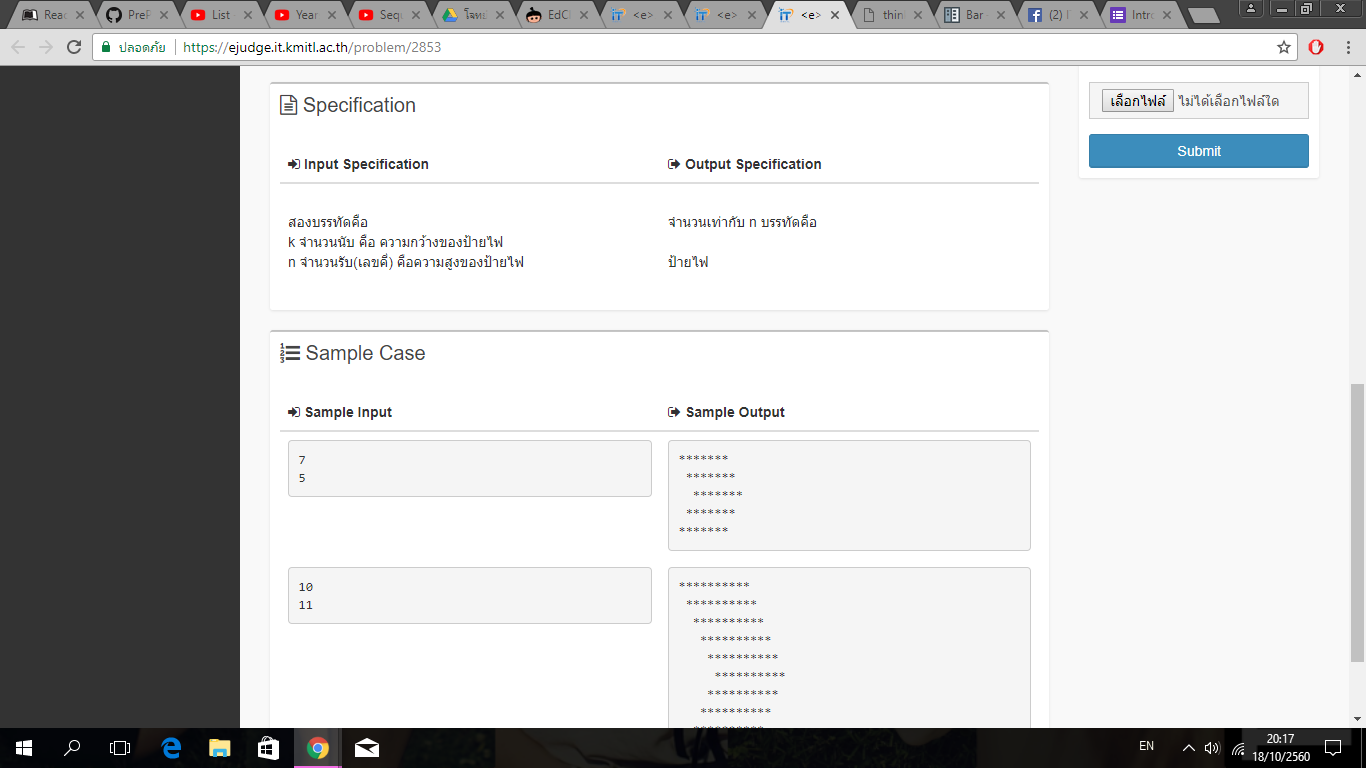 Reac
PreF
List
Year
Sequ
โจทย
EdCl
<e>
<e>
<e>
thin
Bar
(2)
Intro
ปลอดภัย https://ejudge.it.kmitl.ac.th/problem/2853
Specification
Input Specification Output Specification
สองบรรทัดคือ จำนวนเท่ากับ n บรรทัดคือ
k จำนวนนับ คือ ความกว้างของป้ายไฟ
n จำนวนรับ(เลขคี่) คือความสูงของป้ายไฟ ป้ายไฟ
เลือกไฟล์ ไม่ได้เลือกไฟล์ใด
Submit
Sample Case
Sample Input Sample Output
7
5
*******
 *******
  *******
 *******
*******
10
11
**********
 **********
  **********
   **********
    **********
     **********
    **********
   **********
  **********
EN
20:17
18/10/2560